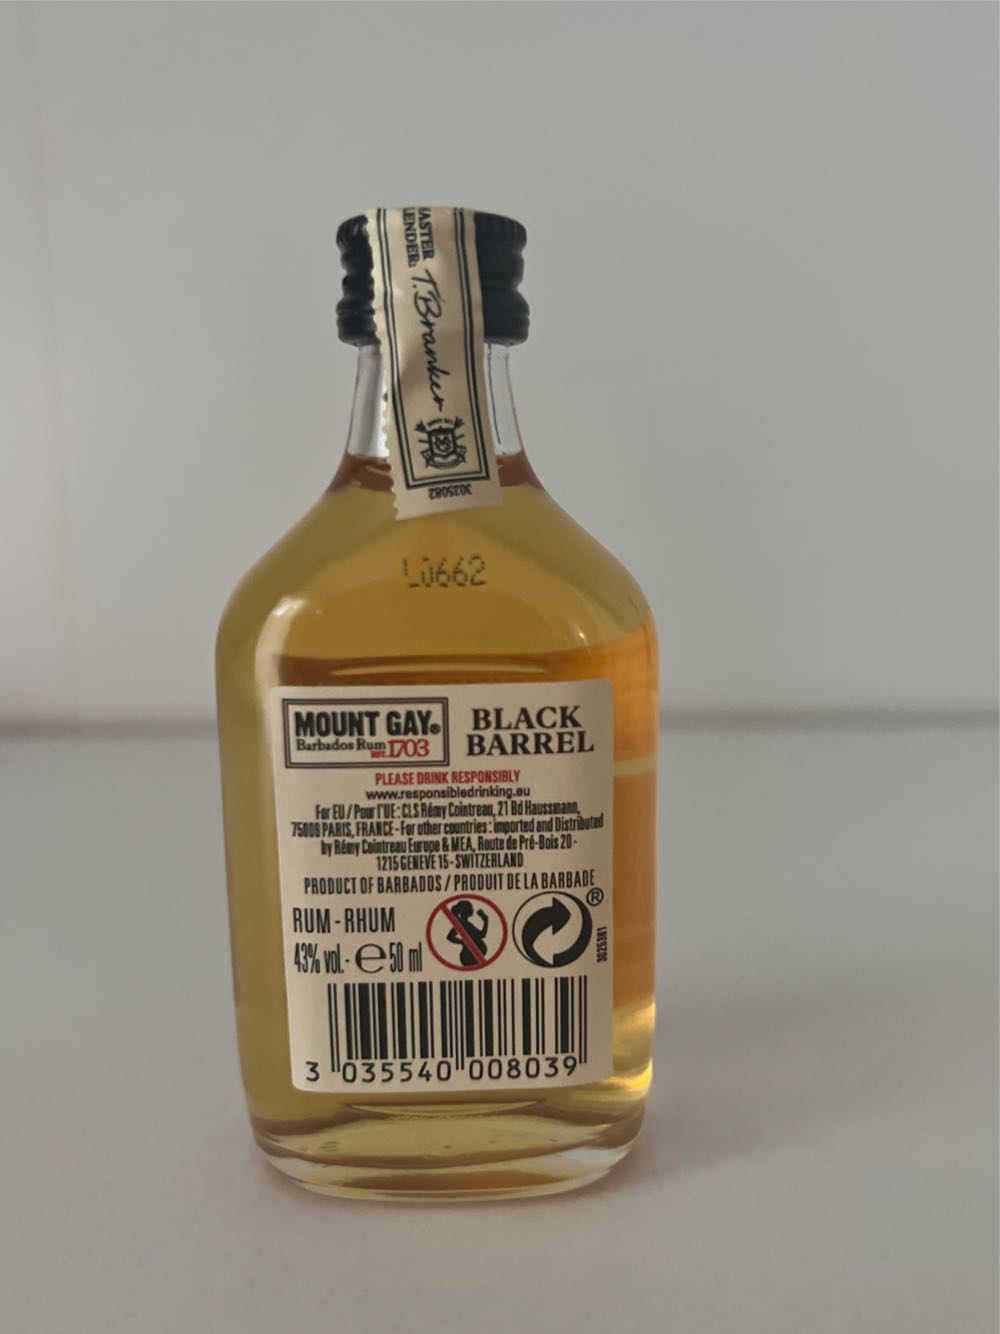 MASTER
BLENDER:
T. Branker
3025082
L0662
MOUNT GAY®
Barbados Rum EST. 1703
BLACK
BARREL
PLEASE DRINK RESPONSIBLY
www.responsibledrinking.eu
For EU / Pour l'UE : CLS Rémy Cointreau, 21 Bd Haussmann,
75009 PARIS, FRANCE - For other countries : imported and Distributed
by Rémy Cointreau Europe & MEA, Route de Pré-Bois 20 -
1215 GENEVE 15 - SWITZERLAND
PRODUCT OF BARBADOS / PRODUIT DE LA BARBADE
RUM - RHUM
43% vol. - ℮ 50 ml
®
3025301
3 035540 008039